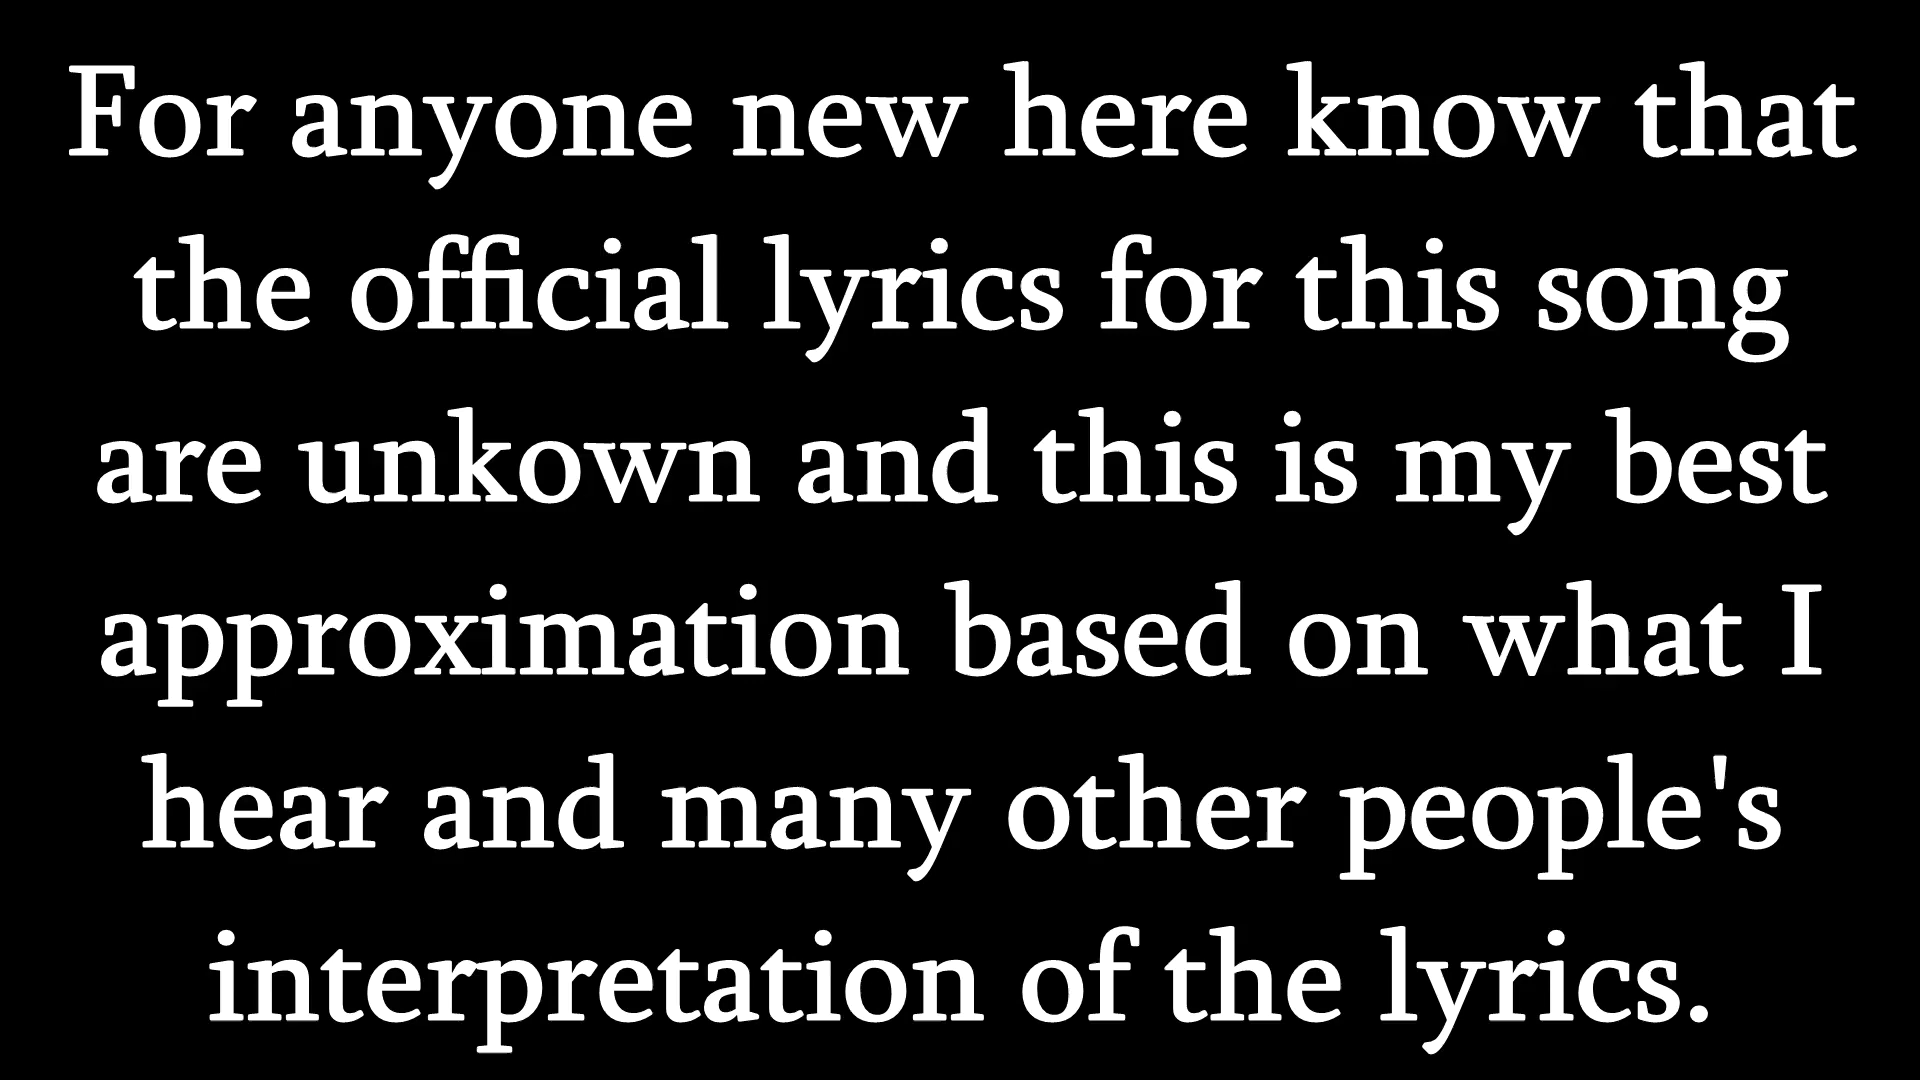 For anyone new here know that
the official lyrics for this song
are unkown and this is my best
approximation based on what I
hear and many other people's
interpretation of the lyrics.